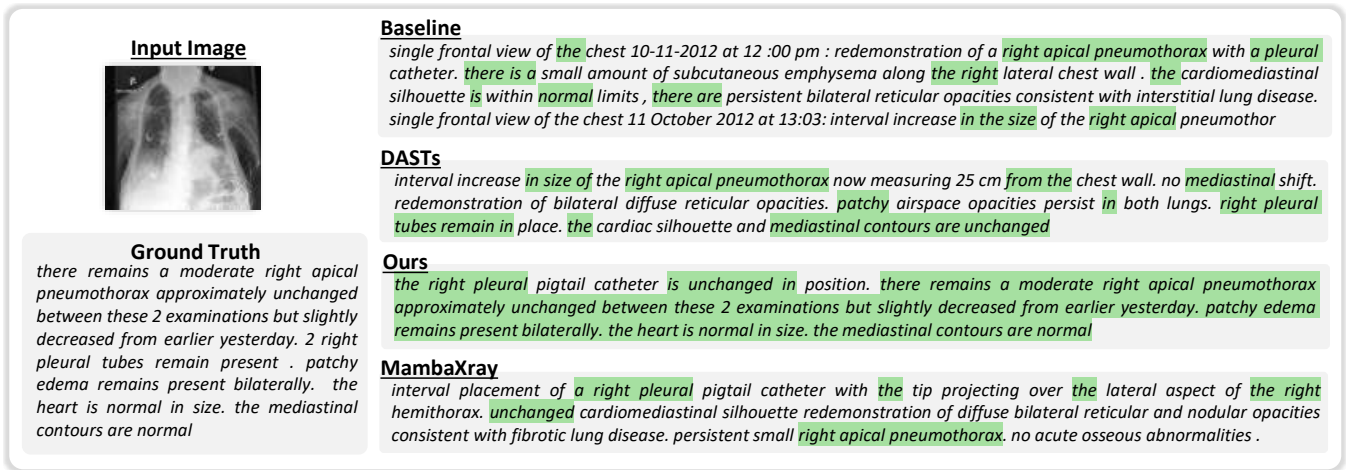 Input Image
Ground Truth
there remains a moderate right apical
pneumothorax approximately unchanged
between these 2 examinations but slightly
decreased from earlier yesterday. 2 right
pleural tubes remain present . patchy
edema remains present bilaterally. the
heart is normal in size. the mediastinal
contours are normal
Baseline
single frontal view of the chest 10-11-2012 at 12 :00 pm : redemonstration of a right apical pneumothorax with a pleural
catheter. there is a small amount of subcutaneous emphysema along the right lateral chest wall . the cardiomediastinal
silhouette is within normal limits , there are persistent bilateral reticular opacities consistent with interstitial lung disease.
single frontal view of the chest 11 October 2012 at 13:03: interval increase in the size of the right apical pneumothor
DASTs
interval increase in size of the right apical pneumothorax now measuring 25 cm from the chest wall. no mediastinal shift.
redemonstration of bilateral diffuse reticular opacities. patchy airspace opacities persist in both lungs. right pleural
tubes remain in place. the cardiac silhouette and mediastinal contours are unchanged
Ours
the right pleural pigtail catheter is unchanged in position. there remains a moderate right apical pneumothorax
approximately unchanged between these 2 examinations but slightly decreased from earlier yesterday. patchy edema
remains present bilaterally. the heart is normal in size. the mediastinal contours are normal
MambaXray
interval placement of a right pleural pigtail catheter with the tip projecting over the lateral aspect of the right
hemithorax. unchanged cardiomediastinal silhouette redemonstration of diffuse bilateral reticular and nodular opacities
consistent with fibrotic lung disease. persistent small right apical pneumothorax. no acute osseous abnormalities .